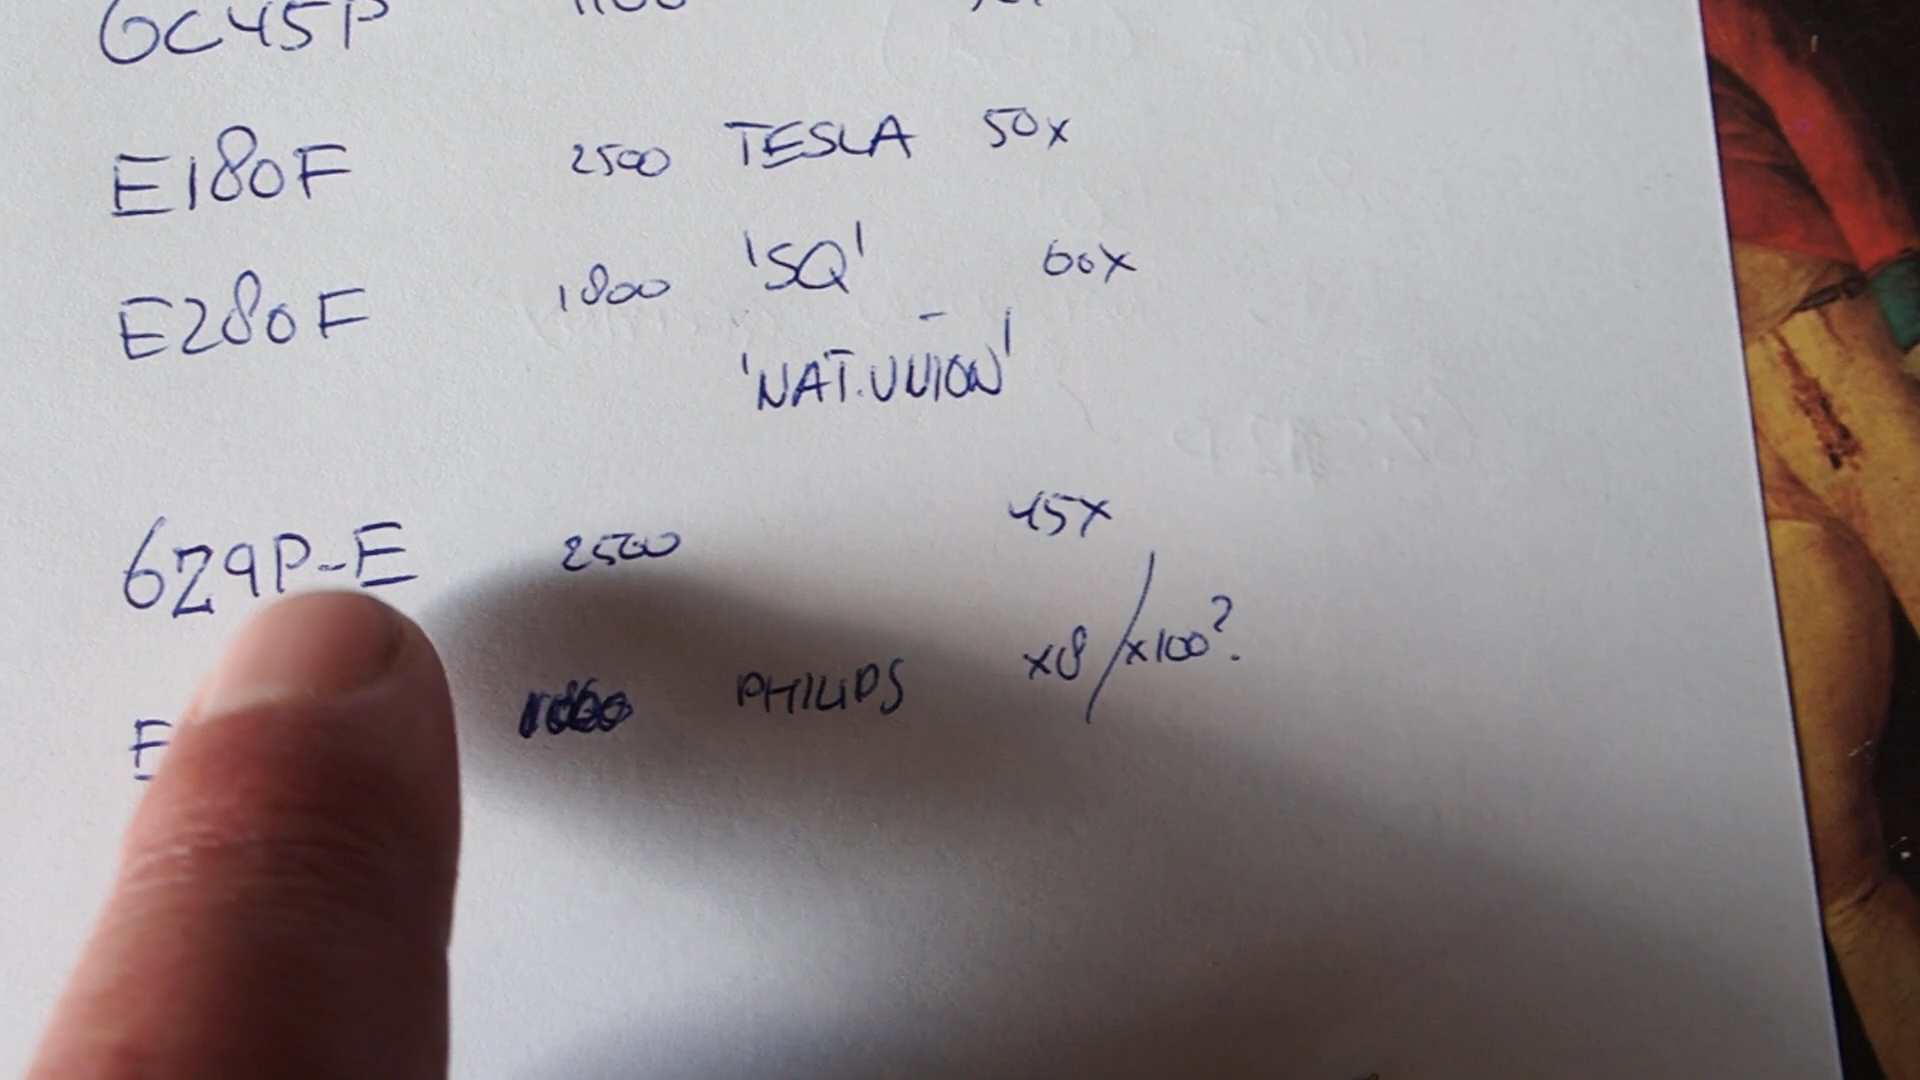 6C45P
E180F 2500 TESLA 50x
E280F 1800 'SQ' 60x
'NAT.UNION'
6Z9P-E 2500 45x
E PHILIPS x8 / x100?